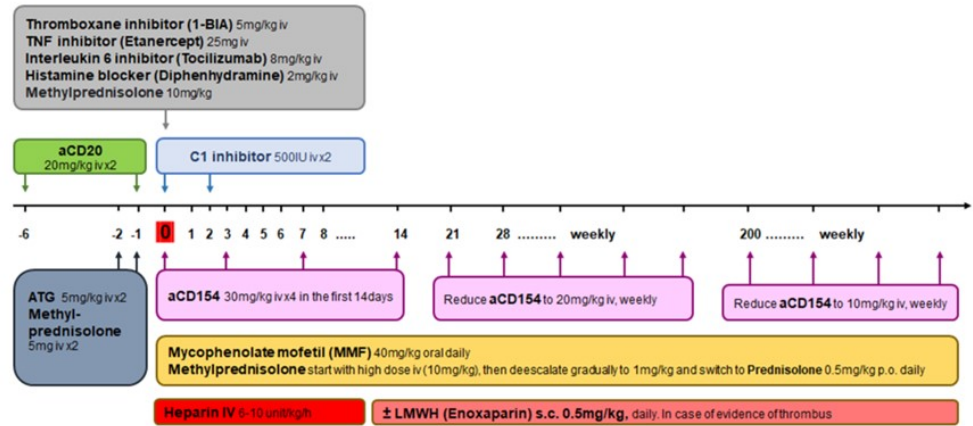 Thromboxane inhibitor (1-BIA) 5mg/kg iv
TNF inhibitor (Etanercept) 25mg iv
Interleukin 6 inhibitor (Tocilizumab) 8mg/kg iv
Histamine blocker (Diphenhydramine) 2mg/kg iv
Methylprednisolone 10mg/kg
aCD20
20mg/kg iv x2
C1 inhibitor 500IU iv x2
-6 -2 -1 0 1 2 3 4 5 6 7 8 ..... 14 21 28 ......... weekly 200 ......... weekly
ATG 5mg/kg iv x2
Methyl-
prednisolone
5mg iv x2
aCD154 30mg/kg iv x4 in the first 14days
Reduce aCD154 to 20mg/kg iv, weekly
Reduce aCD154 to 10mg/kg iv, weekly
Mycophenolate mofetil (MMF) 40mg/kg oral daily
Methylprednisolone start with high dose iv (10mg/kg), then deescalate gradually to 1mg/kg and switch to Prednisolone 0.5mg/kg p.o. daily
Heparin IV 5-10 unit/kg/h
± LMWH (Enoxaparin) s.c. 0.5mg/kg, daily. In case of evidence of thrombus